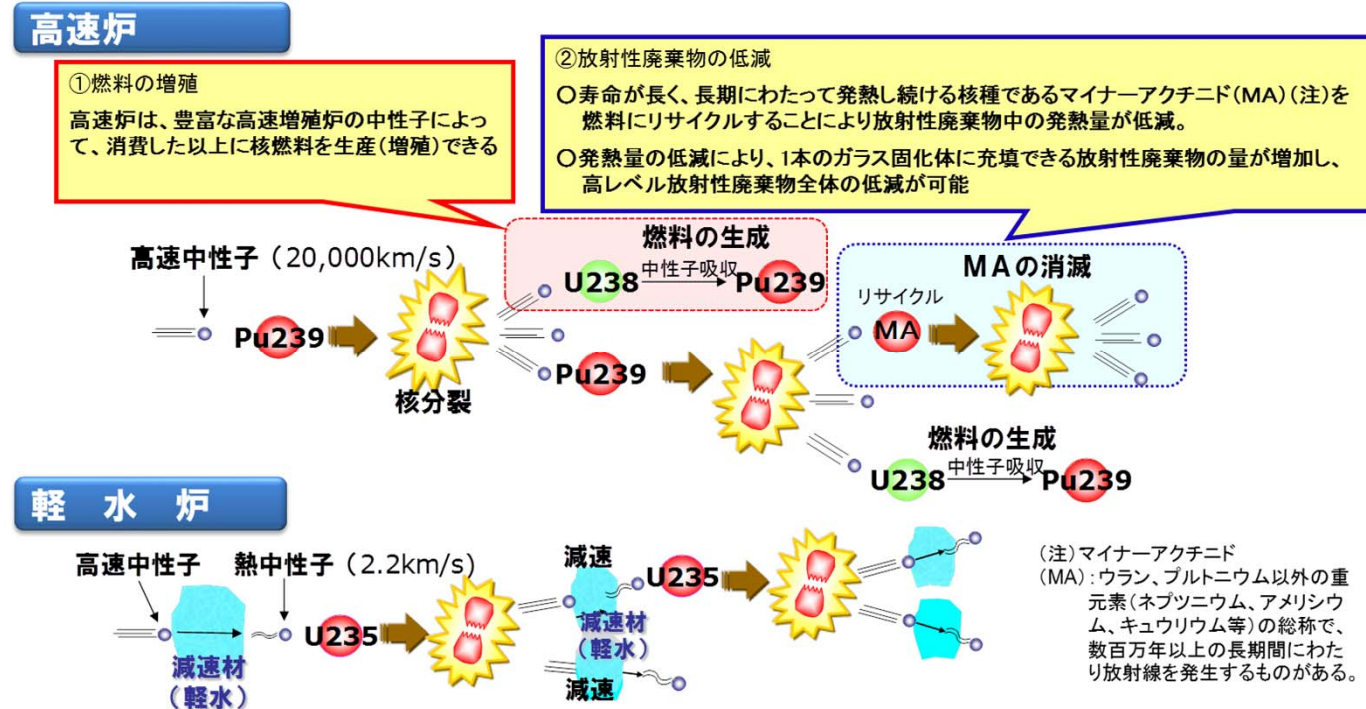 高速炉
①燃料の増殖
高速炉は、豊富な高速増殖炉の中性子によっ
て、消費した以上に核燃料を生産(増殖)できる
②放射性廃棄物の低減
○寿命が長く、長期にわたって発熱し続ける核種であるマイナーアクチニド(MA)(注)を
燃料にリサイクルすることにより放射性廃棄物中の発熱量が低減。
○発熱量の低減により、1本のガラス固化体に充填できる放射性廃棄物の量が増加し、
高レベル放射性廃棄物全体の低減が可能
高速中性子(20,000km/s)
Pu239
核分裂
燃料の生成
U238 中性子吸収 Pu239
Pu239
MAの消滅
リサイクル
MA
燃料の生成
U238 中性子吸収 Pu239
軽 水 炉
高速中性子 熱中性子(2.2km/s)
減速材
(軽水)
U235
減速
減速材
(軽水)
減速
U235
(注)マイナーアクチニド
(MA):ウラン、プルトニウム以外の重
元素(ネプツニウム、アメリシウ
ム、キュウリウム等)の総称で、
数百万年以上の長期間にわた
り放射線を発生するものがある。